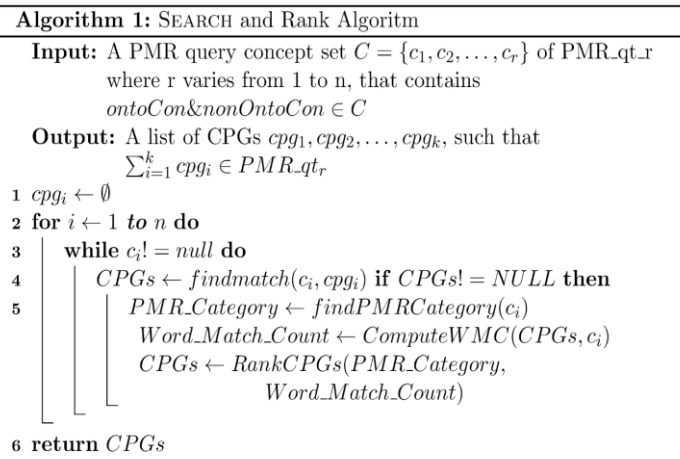 Algorithm 1: SEARCH and Rank Algoritm
Input: A PMR query concept set C = {c₁, c₂, . . . , cᵣ} of PMR_qt_r
where r varies from 1 to n, that contains
ontoCon&nonOntoCon ∈ C
Output: A list of CPGs cpg₁, cpg₂, . . . , cpgₖ, such that
∑ᵏᵢ₌₁ cpgᵢ ∈ PMR_qtᵣ
1 cpgᵢ ← ∅
2 for i ← 1 to n do
3 while cᵢ! = null do
4 CPGs ← findmatch(cᵢ, cpgᵢ) if CPGs! = NULL then
5 PMR_Category ← findPMRCategory(cᵢ)
Word_Match_Count ← ComputeWMC(CPGs, cᵢ)
CPGs ← RankCPGs(PMR_Category,
Word_Match_Count)
6 return CPGs